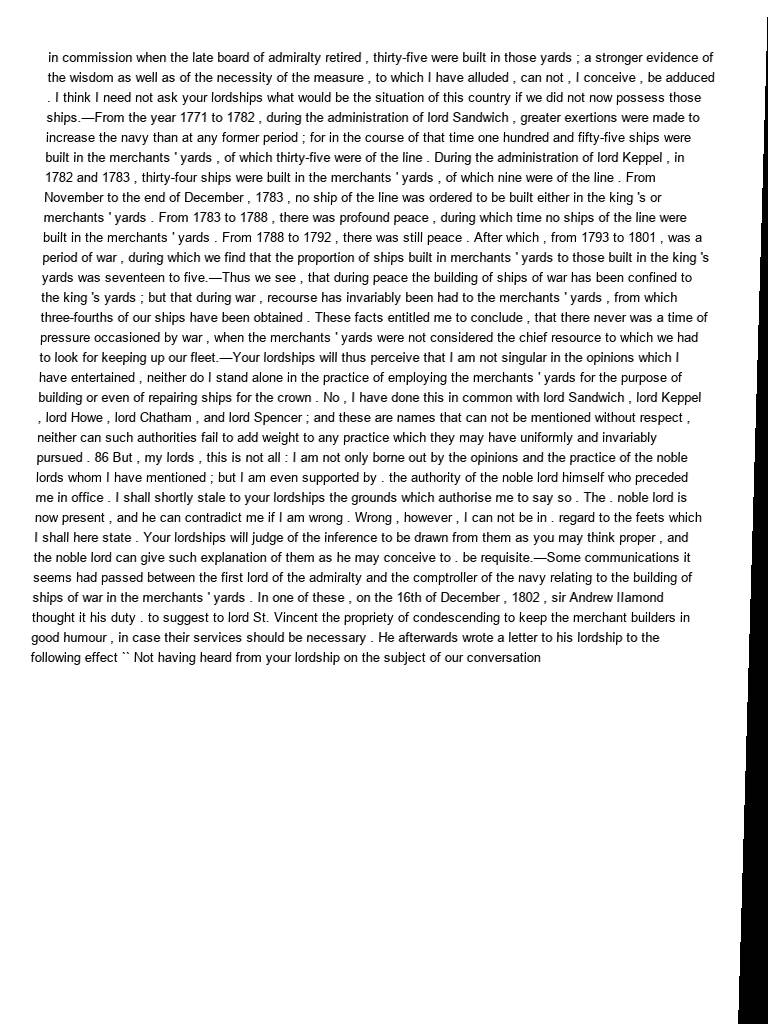 in commission when the late board of admiralty retired , thirty-five were built in those yards ; a stronger evidence of
the wisdom as well as of the necessity of the measure , to which I have alluded , can not , I conceive , be adduced
. I think I need not ask your lordships what would be the situation of this country if we did not now possess those
ships.—From the year 1771 to 1782 , during the administration of lord Sandwich , greater exertions were made to
increase the navy than at any former period ; for in the course of that time one hundred and fifty-five ships were
built in the merchants ' yards , of which thirty-five were of the line . During the administration of lord Keppel , in
1782 and 1783 , thirty-four ships were built in the merchants ' yards , of which nine were of the line . From
November to the end of December , 1783 , no ship of the line was ordered to be built either in the king 's or
merchants ' yards . From 1783 to 1788 , there was profound peace , during which time no ships of the line were
built in the merchants ' yards . From 1788 to 1792 , there was still peace . After which , from 1793 to 1801 , was a
period of war , during which we find that the proportion of ships built in merchants ' yards to those built in the king 's
yards was seventeen to five.—Thus we see , that during peace the building of ships of war has been confined to
the king 's yards ; but that during war , recourse has invariably been had to the merchants ' yards , from which
three-fourths of our ships have been obtained . These facts entitled me to conclude , that there never was a time of
pressure occasioned by war , when the merchants ' yards were not considered the chief resource to which we had
to look for keeping up our fleet.—Your lordships will thus perceive that I am not singular in the opinions which I
have entertained , neither do I stand alone in the practice of employing the merchants ' yards for the purpose of
building or even of repairing ships for the crown . No , I have done this in common with lord Sandwich , lord Keppel
, lord Howe , lord Chatham , and lord Spencer ; and these are names that can not be mentioned without respect ,
neither can such authorities fail to add weight to any practice which they may have uniformly and invariably
pursued . 86 But , my lords , this is not all : I am not only borne out by the opinions and the practice of the noble
lords whom I have mentioned ; but I am even supported by . the authority of the noble lord himself who preceded
me in office . I shall shortly stale to your lordships the grounds which authorise me to say so . The . noble lord is
now present , and he can contradict me if I am wrong . Wrong , however , I can not be in . regard to the feets which
I shall here state . Your lordships will judge of the inference to be drawn from them as you may think proper , and
the noble lord can give such explanation of them as he may conceive to . be requisite.—Some communications it
seems had passed between the first lord of the admiralty and the comptroller of the navy relating to the building of
ships of war in the merchants ' yards . In one of these , on the 16th of December , 1802 , sir Andrew IIamond
thought it his duty . to suggest to lord St. Vincent the propriety of condescending to keep the merchant builders in
good humour , in case their services should be necessary . He afterwards wrote a letter to his lordship to the
following effect `` Not having heard from your lordship on the subject of our conversation